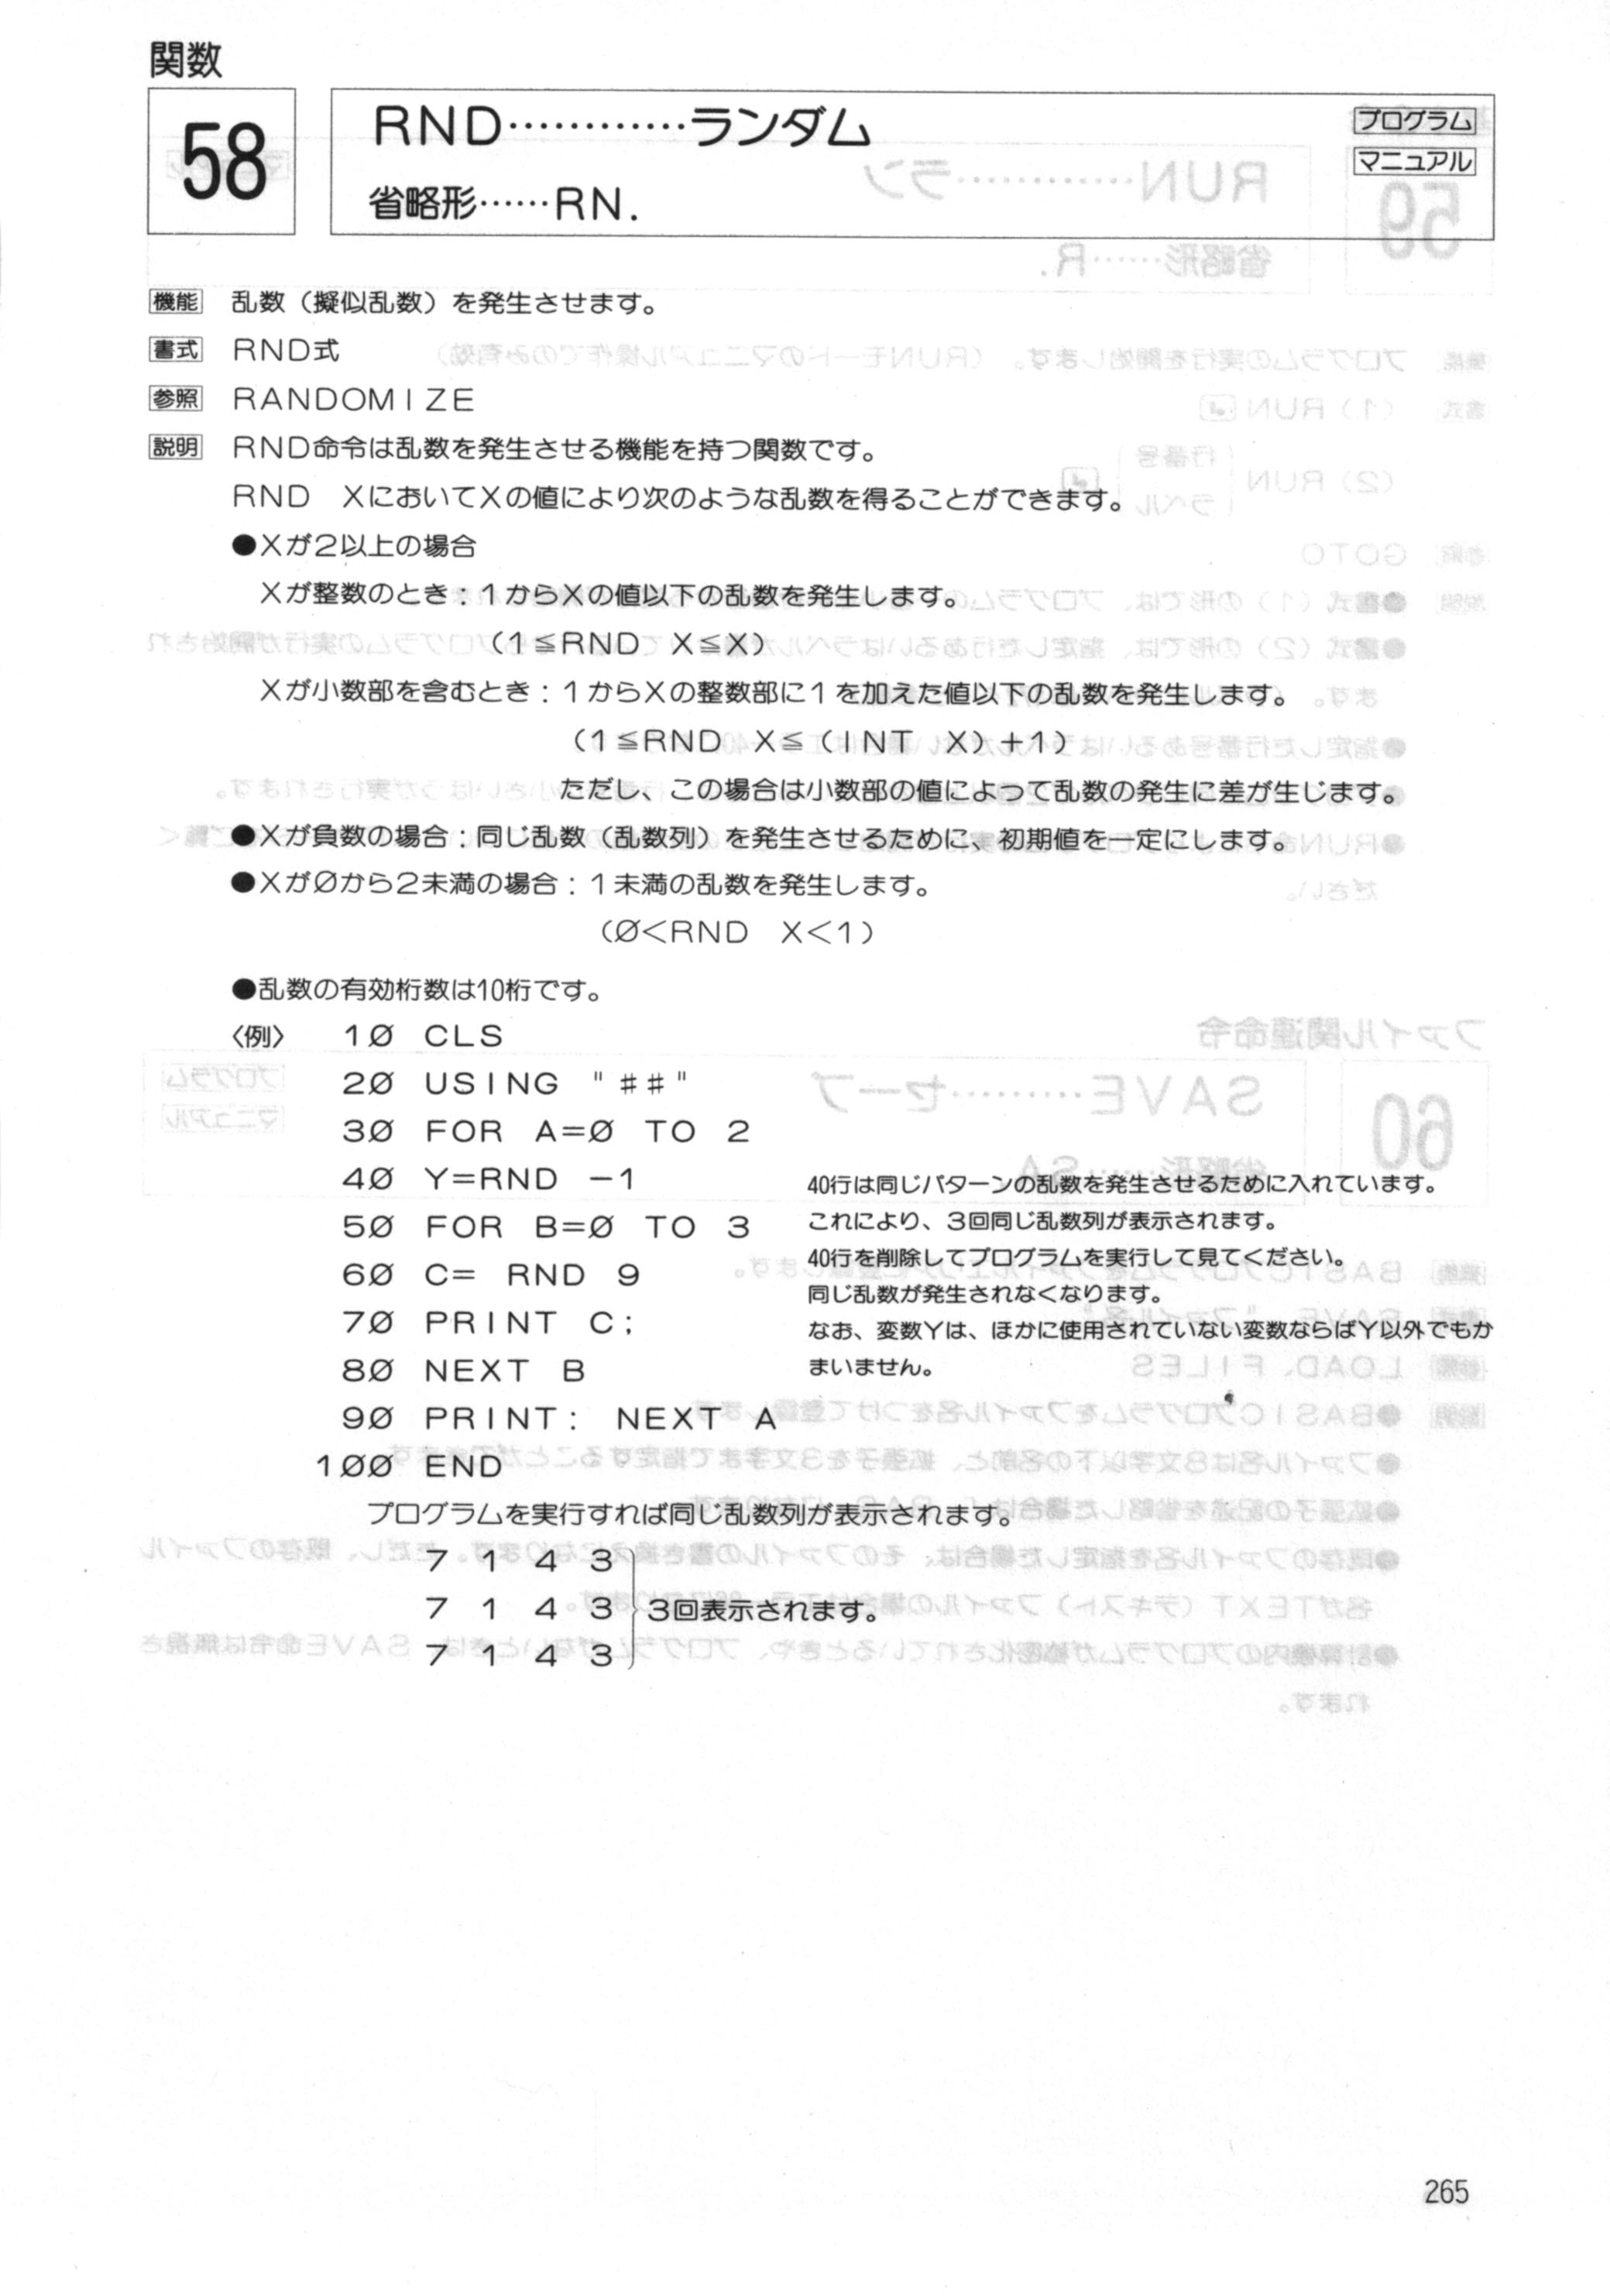 関数
58
RND…………ランダム
プログラム
省略形……RN.
マニュアル
機能 乱数（擬似乱数）を発生させます。
書式 RND式
参照 RANDOMIZE
説明 RND命令は乱数を発生させる機能を持つ関数です。
RND XにおいてXの値により次のような乱数を得ることができます。
●Xが2以上の場合
Xが整数のとき：1からXの値以下の乱数を発生します。
（1≦RND X≦X）
Xが小数部を含むとき：1からXの整数部に1を加えた値以下の乱数を発生します。
（1≦RND X≦（INT X）+1）
ただし、この場合は小数部の値によって乱数の発生に差が生じます。
●Xが負数の場合：同じ乱数（乱数列）を発生させるために、初期値を一定にします。
●XがØから2未満の場合：1未満の乱数を発生します。
（Ø<RND X<1）
●乱数の有効桁数は10桁です。
〈例〉 1Ø CLS
2Ø USING "##"
3Ø FOR A=Ø TO 2
4Ø Y=RND -1
5Ø FOR B=Ø TO 3
6Ø C= RND 9
7Ø PRINT C;
8Ø NEXT B
9Ø PRINT: NEXT A
1ØØ END
40行は同じパターンの乱数を発生させるために入れています。
これにより、3回同じ乱数列が表示されます。
40行を削除してプログラムを実行して見てください。
同じ乱数が発生されなくなります。
なお、変数Yは、ほかに使用されていない変数ならばY以外でもか
まいません。
プログラムを実行すれば同じ乱数列が表示されます。
7 1 4 3
7 1 4 3 3回表示されます。
7 1 4 3
265